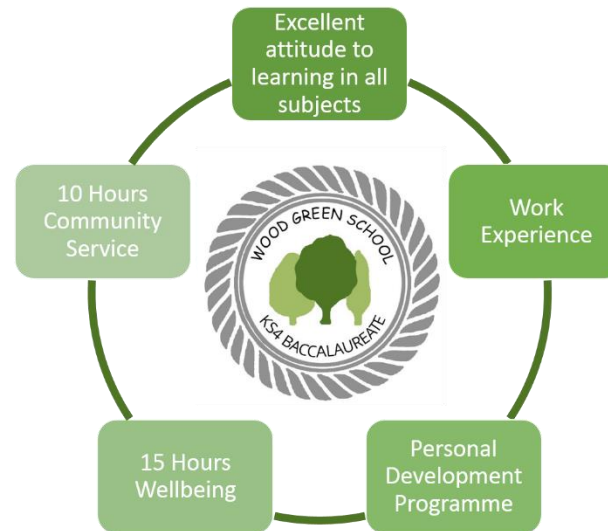 Excellent
attitude to
learning in all
subjects
10 Hours
Community
Service
WOOD GREEN SCHOOL
KS4 BACCALAUREATE
Work
Experience
15 Hours
Wellbeing
Personal
Development
Programme